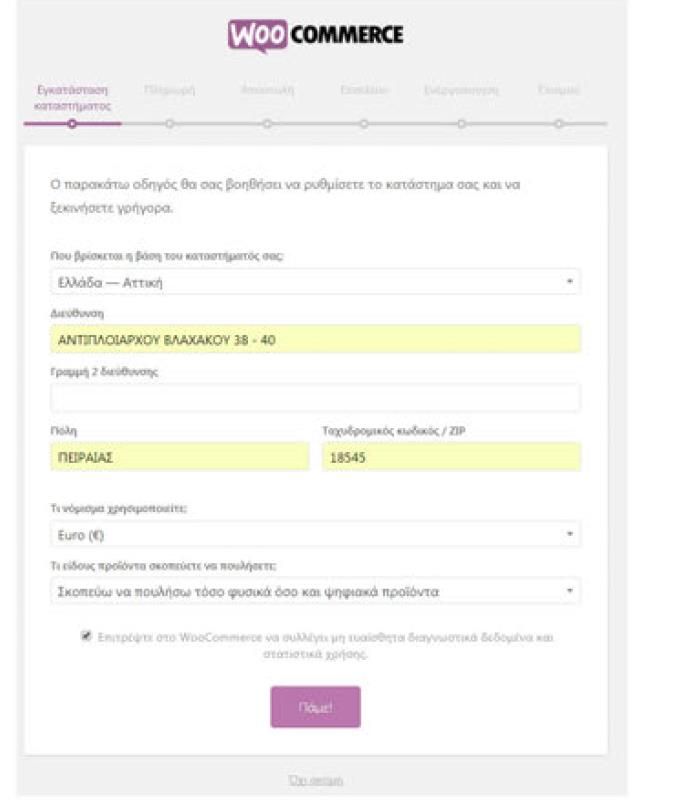 WOO COMMERCE
Εγκατάσταση
καταστήματος
Πληρωμή
Αποστολή
Ενεργοποίηση
Ο παρακάτω οδηγός θα σας βοηθήσει να ρυθμίσετε το κατάστημα σας και να
ξεκινήσετε γρήγορα.
Που βρίσκεται η βάση του καταστήματός σας;
Ελλάδα — Αττική
Διεύθυνση
ΑΝΤΙΠΛΟΙΑΡΧΟΥ ΒΛΑΧΑΚΟΥ 38 - 40
Γραμμή 2 διεύθυνσης
Πόλη
Ταχυδρομικός κωδικός / ZIP
ΠΕΙΡΑΙΑΣ
18545
Τι νόμισμα χρησιμοποιείτε;
Euro (€)
Τι είδους προϊόντα σκοπεύετε να πουλήσετε;
Σκοπεύω να πουλήσω τόσο φυσικά όσο και ψηφιακά προϊόντα
Επιτρέψτε στο WooCommerce να συλλέγει μη ευαίσθητα διαγνωστικά δεδομένα και
στατιστικά χρήσης.
Πάμε!
Όχι ακόμη